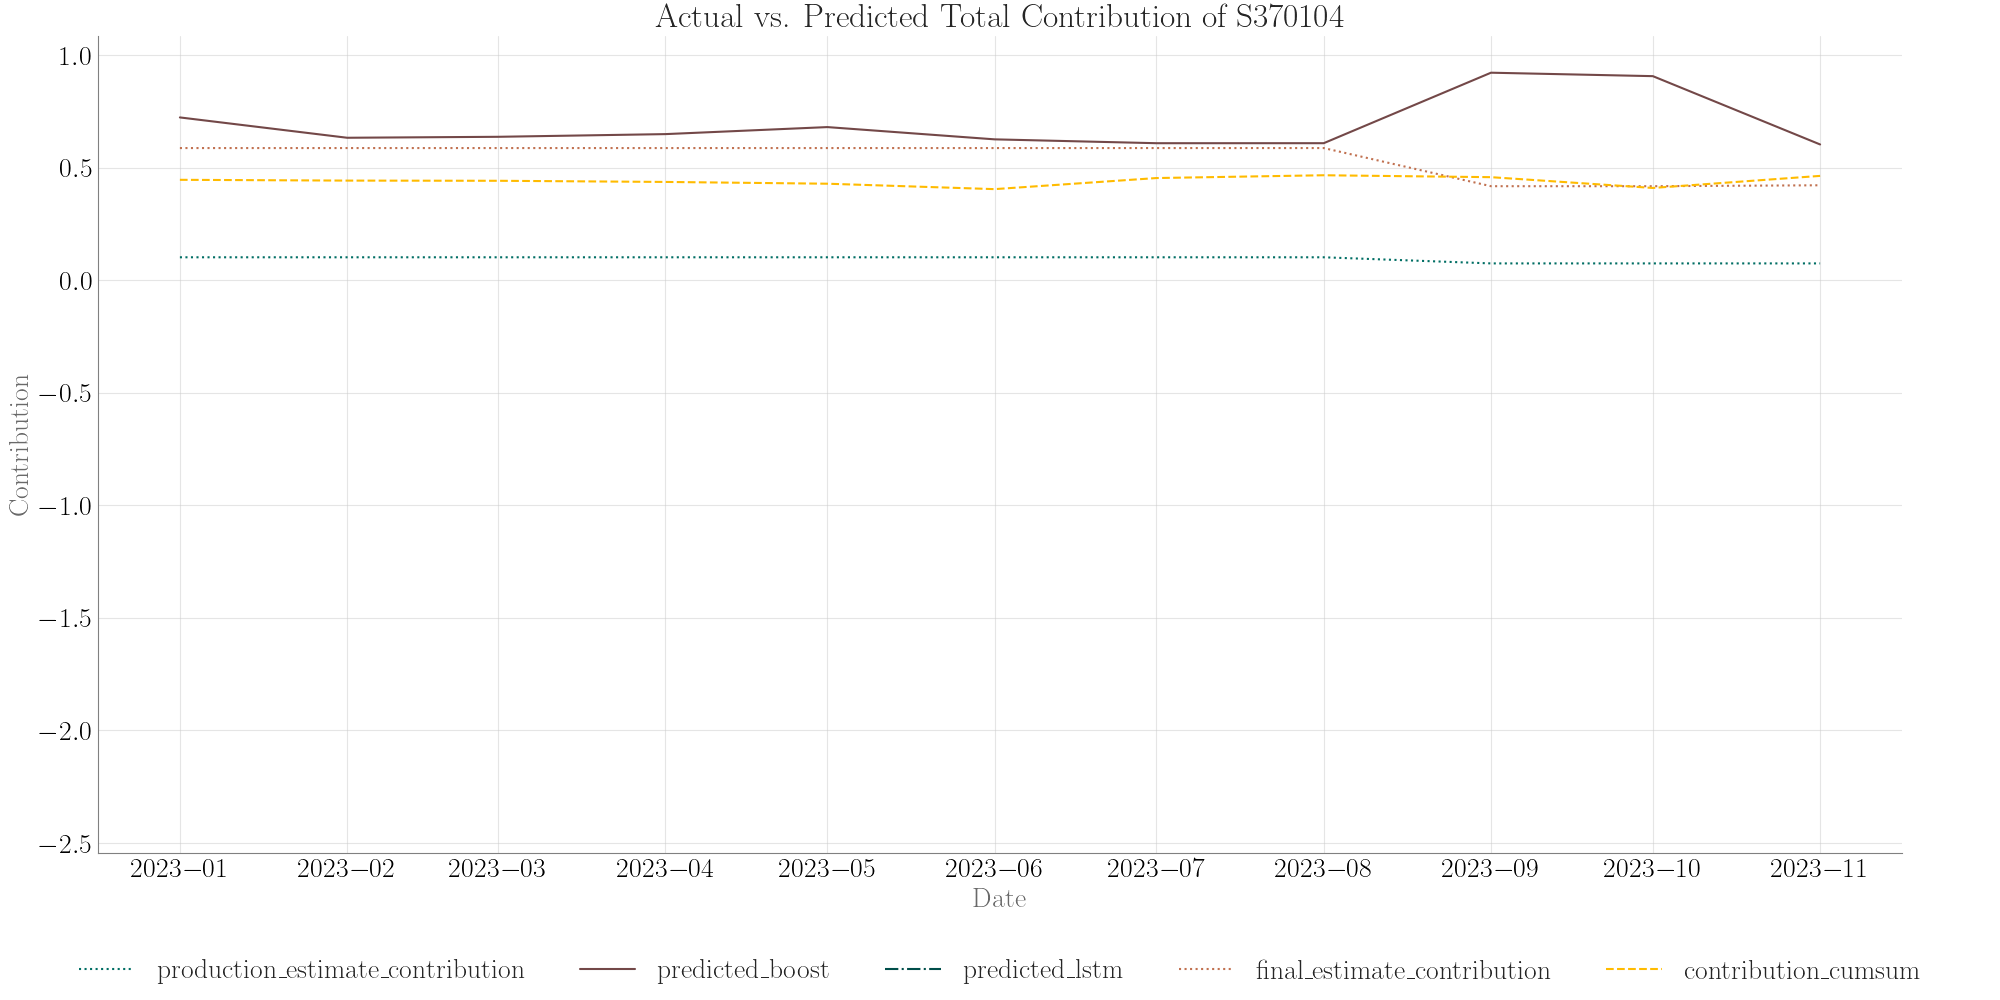 Actual vs. Predicted Total Contribution of S370104
1.0
0.5
0.0
−0.5
−1.0
−1.5
−2.0
−2.5
Contribution
2023−01 2023−02 2023−03 2023−04 2023−05 2023−06 2023−07 2023−08 2023−09 2023−10 2023−11
Date
production_estimate_contribution predicted_boost predicted_lstm final_estimate_contribution contribution_cumsum